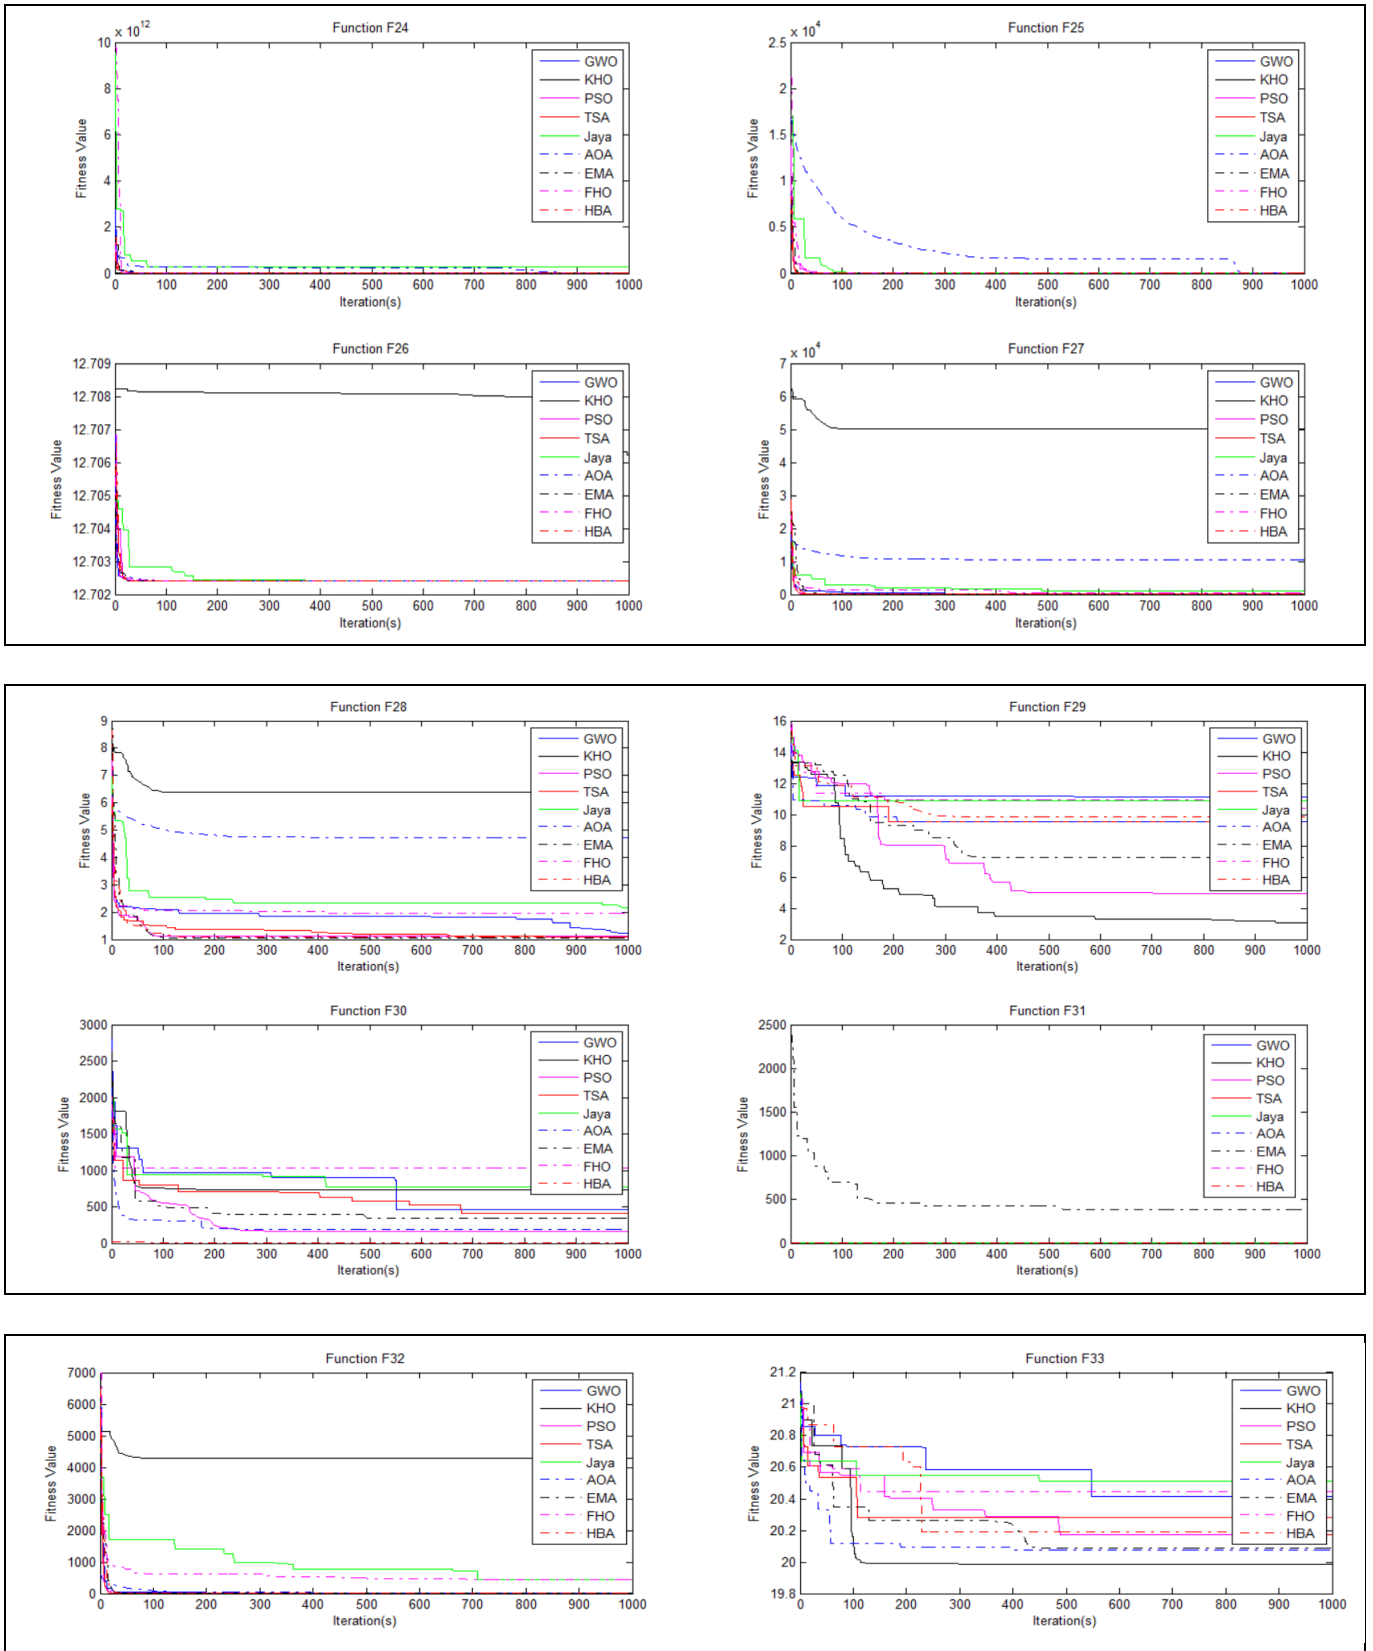 Function F24
x 10^12
Fitness Value
10
8
6
4
2
0
0 100 200 300 400 500 600 700 800 900 1000
Iteration(s)
GWO
KHO
PSO
TSA
Jaya
AOA
EMA
FHO
HBA
Function F25
x 10^4
Fitness Value
2.5
2
1.5
1
0.5
0
0 100 200 300 400 500 600 700 800 900 1000
Iteration(s)
GWO
KHO
PSO
TSA
Jaya
AOA
EMA
FHO
HBA
Function F26
Fitness Value
12.709
12.708
12.707
12.706
12.705
12.704
12.703
12.702
0 100 200 300 400 500 600 700 800 900 1000
Iteration(s)
GWO
KHO
PSO
TSA
Jaya
AOA
EMA
FHO
HBA
Function F27
x 10^4
Fitness Value
7
6
5
4
3
2
1
0
0 100 200 300 400 500 600 700 800 900 1000
Iteration(s)
GWO
KHO
PSO
TSA
Jaya
AOA
EMA
FHO
HBA
Function F28
Fitness Value
9
8
7
6
5
4
3
2
1
0 100 200 300 400 500 600 700 800 900 1000
Iteration(s)
GWO
KHO
PSO
TSA
Jaya
AOA
EMA
FHO
HBA
Function F29
Fitness Value
16
14
12
10
8
6
4
2
0 100 200 300 400 500 600 700 800 900 1000
Iteration(s)
GWO
KHO
PSO
TSA
Jaya
AOA
EMA
FHO
HBA
Function F30
Fitness Value
3000
2500
2000
1500
1000
500
0
0 100 200 300 400 500 600 700 800 900 1000
Iteration(s)
GWO
KHO
PSO
TSA
Jaya
AOA
EMA
FHO
HBA
Function F31
Fitness Value
2500
2000
1500
1000
500
0
0 100 200 300 400 500 600 700 800 900 1000
Iteration(s)
GWO
KHO
PSO
TSA
Jaya
AOA
EMA
FHO
HBA
Function F32
Fitness Value
7000
6000
5000
4000
3000
2000
1000
0
0 100 200 300 400 500 600 700 800 900 1000
Iteration(s)
GWO
KHO
PSO
TSA
Jaya
AOA
EMA
FHO
HBA
Function F33
Fitness Value
21.2
21
20.8
20.6
20.4
20.2
20
19.8
0 100 200 300 400 500 600 700 800 900 1000
Iteration(s)
GWO
KHO
PSO
TSA
Jaya
AOA
EMA
FHO
HBA